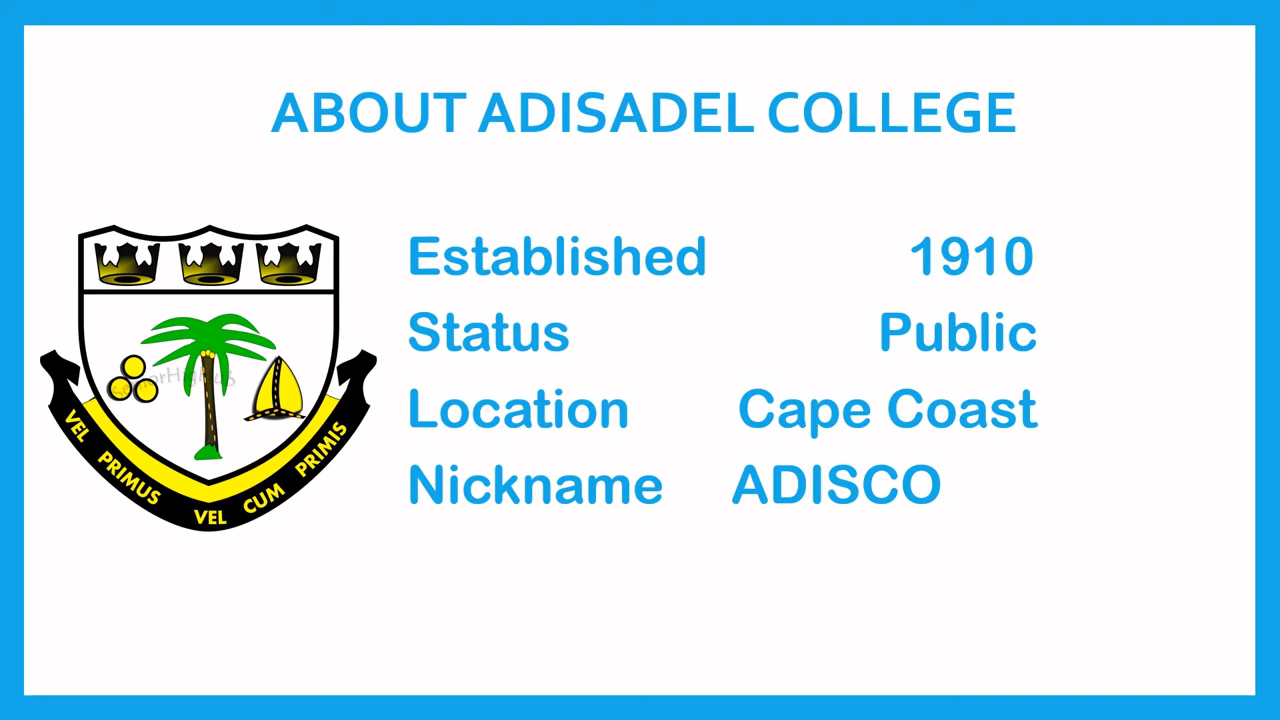 ABOUT ADISADEL COLLEGE
Established 1910
Status Public
Location Cape Coast
Nickname ADISCO
VEL PRIMUS VEL CUM PRIMIS